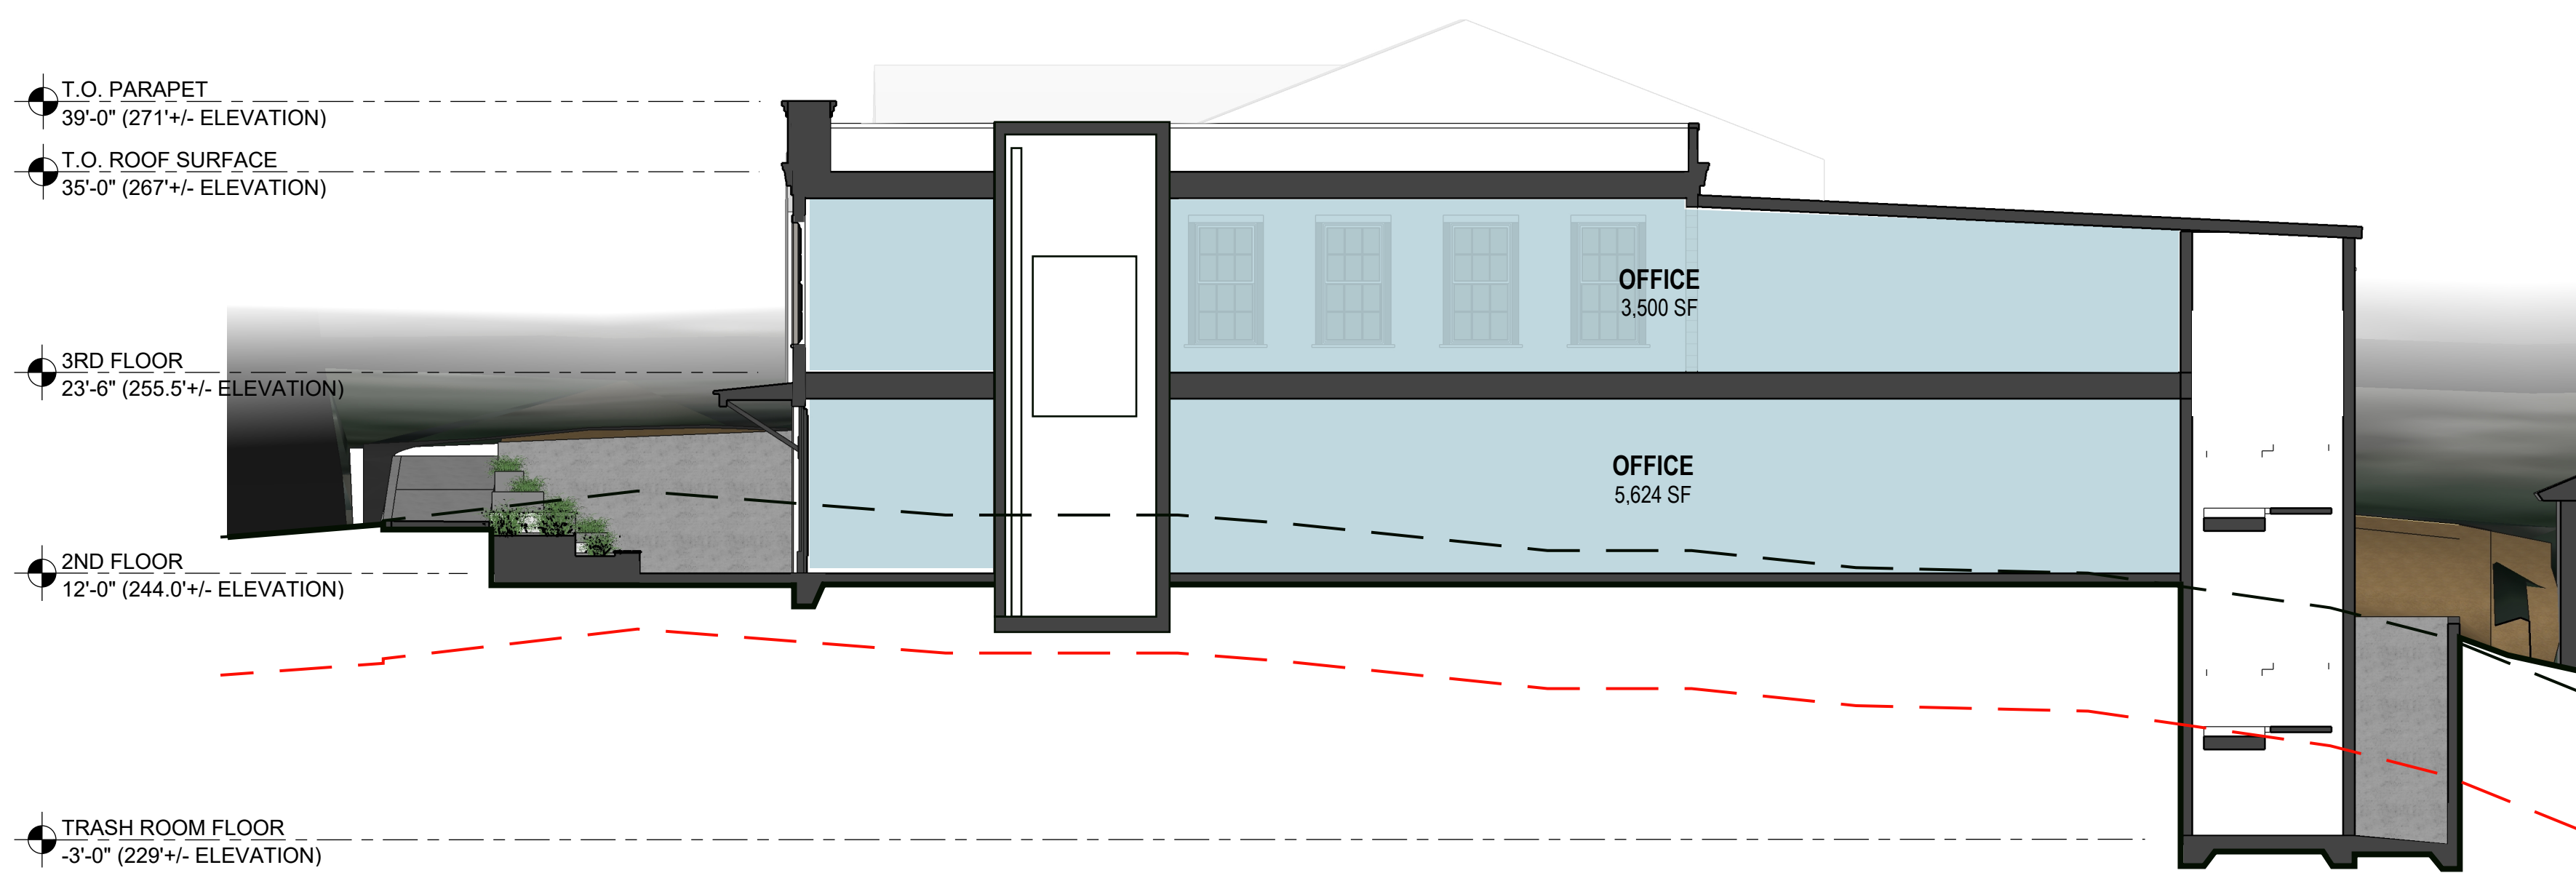 T.O. PARAPET
39'-0" (271'+/- ELEVATION)
T.O. ROOF SURFACE
35'-0" (267'+/- ELEVATION)
OFFICE
3,500 SF
3RD FLOOR
23'-6" (255.5'+/- ELEVATION)
OFFICE
5,624 SF
2ND FLOOR
12'-0" (244.0'+/- ELEVATION)
TRASH ROOM FLOOR
-3'-0" (229'+/- ELEVATION)